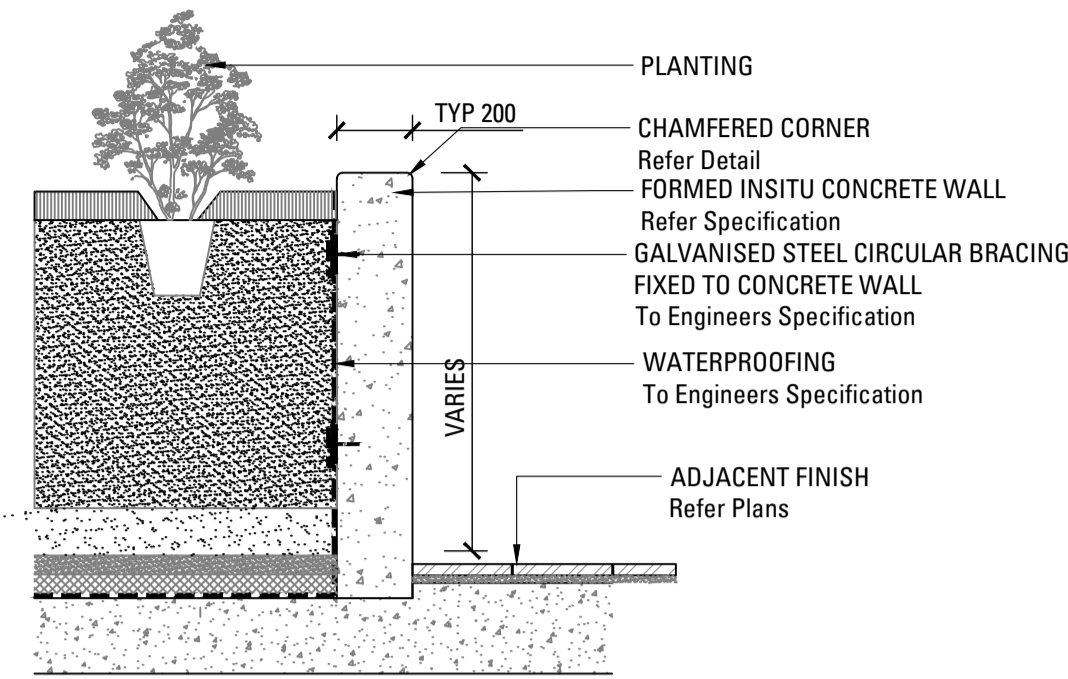 PLANTING
TYP 200
CHAMFERED CORNER
Refer Detail
FORMED INSITU CONCRETE WALL
Refer Specification
GALVANISED STEEL CIRCULAR BRACING
FIXED TO CONCRETE WALL
To Engineers Specification
WATERPROOFING
To Engineers Specification
VARIES
ADJACENT FINISH
Refer Plans